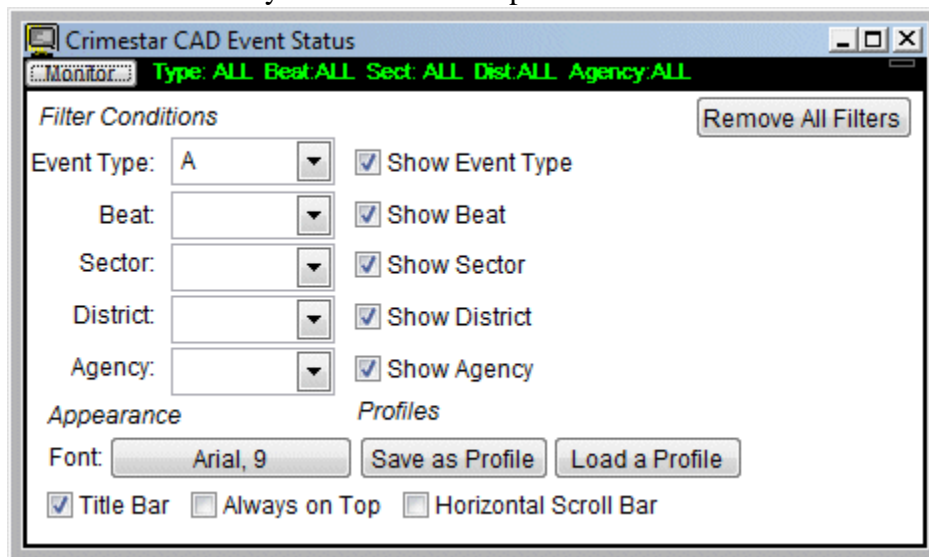 Crimestar CAD Event Status
Monitor Type: ALL Beat:ALL Sect: ALL Dist:ALL Agency:ALL
Filter Conditions Remove All Filters
Event Type: A Show Event Type
Beat: Show Beat
Sector: Show Sector
District: Show District
Agency: Show Agency
Appearance Profiles
Font: Arial, 9 Save as Profile Load a Profile
Title Bar Always on Top Horizontal Scroll Bar